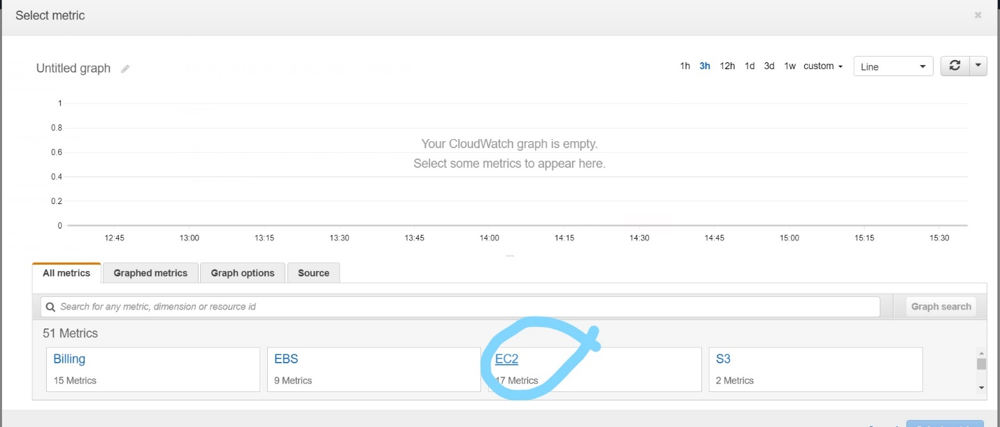 Select metric ×
Untitled graph
1h 3h 12h 1d 3d 1w custom Line
1
0.8
0.6
0.4
0.2
0
Your CloudWatch graph is empty.
Select some metrics to appear here.
12:45 13:00 13:15 13:30 13:45 14:00 14:15 14:30 14:45 15:00 15:15 15:30
All metrics Graphed metrics Graph options Source
Search for any metric, dimension or resource id Graph search
51 Metrics
Billing EBS EC2 S3
15 Metrics 9 Metrics 17 Metrics 2 Metrics